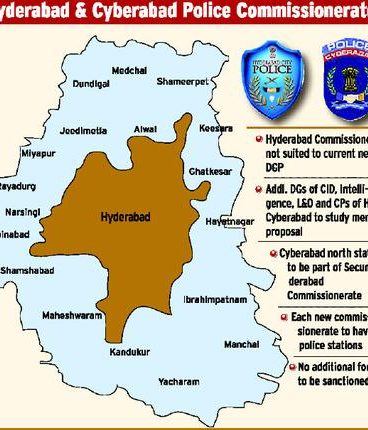 yderabad & Cyberabad Police Commissionerate
Medchal
Dundigal
Shameerpet
Jeedimetla
Alwal
Keesara
Miyapur
Ghatkesar
Rayadurg
Narsingi
Hyderabad
Hayatnagar
inabad
Shamshabad
Ibrahimpatnam
Maheshwaram
Manchal
Kandukur
Yacharam
HYDERABAD CITY
POLICE
POLICE
CYBERABAD
Hyderabad Commissione
not suited to current ne
DGP
Addl. DGs of CID, Intelli-
gence, L&O and CPs of H
Cyberabad to study mer
proposal
Cyberabad north stat
to be part of Secun
derabad
Commissionerate
Each new commis
sionerate to hav
police stations
No additional fo
to be sanctioned